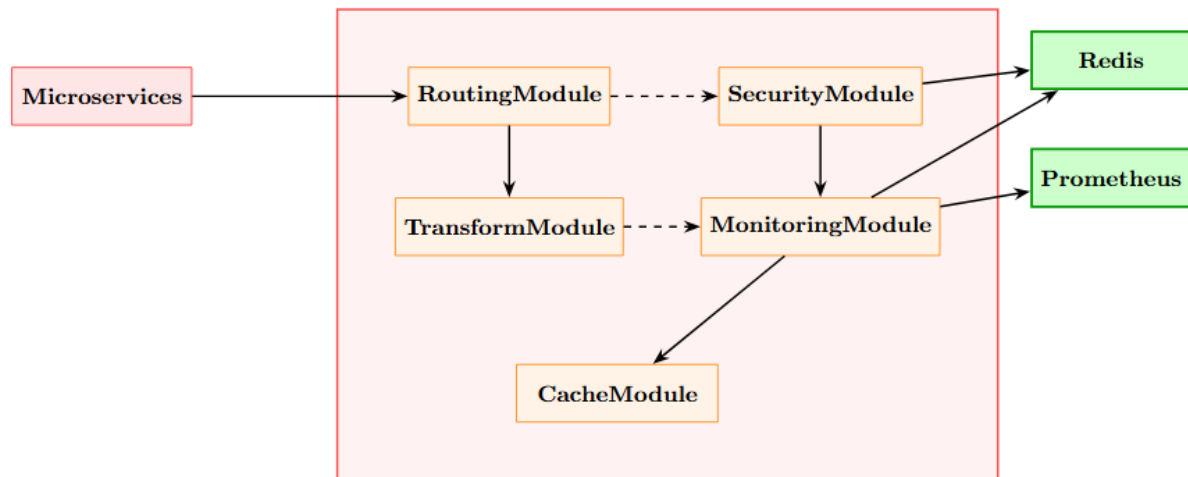 Redis
Microservices
RoutingModule
SecurityModule
Prometheus
TransformModule
MonitoringModule
CacheModule